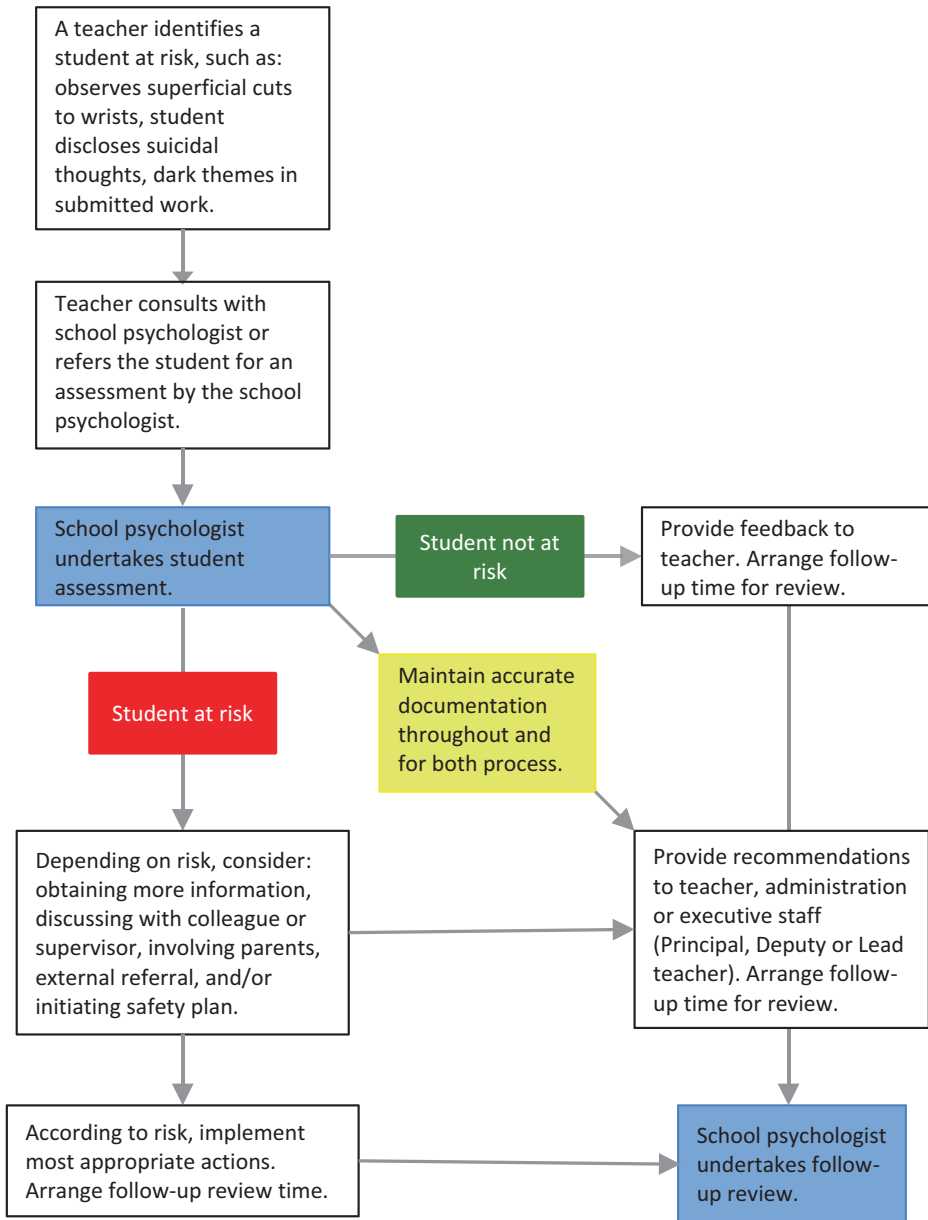 A teacher identifies a
student at risk, such as:
observes superficial cuts
to wrists, student
discloses suicidal
thoughts, dark themes in
submitted work.
Teacher consults with
school psychologist or
refers the student for an
assessment by the school
psychologist.
School psychologist
undertakes student
assessment.
Student not at
risk
Provide feedback to
teacher. Arrange follow-
up time for review.
Student at risk
Maintain accurate
documentation
throughout and
for both process.
Depending on risk, consider:
obtaining more information,
discussing with colleague or
supervisor, involving parents,
external referral, and/or
initiating safety plan.
Provide recommendations
to teacher, administration
or executive staff
(Principal, Deputy or Lead
teacher). Arrange follow-
up time for review.
According to risk, implement
most appropriate actions.
Arrange follow-up review time.
School psychologist
undertakes follow-
up review.